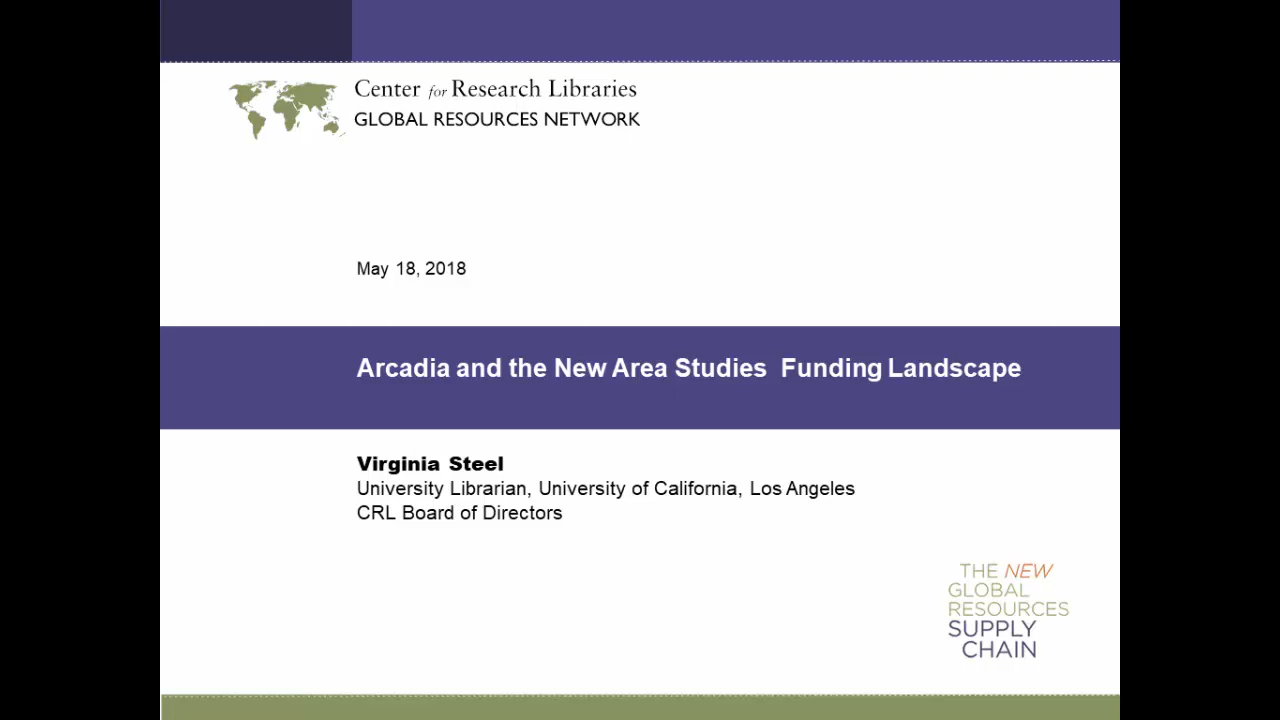 Center for Research Libraries
GLOBAL RESOURCES NETWORK
May 18, 2018
Arcadia and the New Area Studies Funding Landscape
Virginia Steel
University Librarian, University of California, Los Angeles
CRL Board of Directors
THE NEW
GLOBAL
RESOURCES
SUPPLY
CHAIN